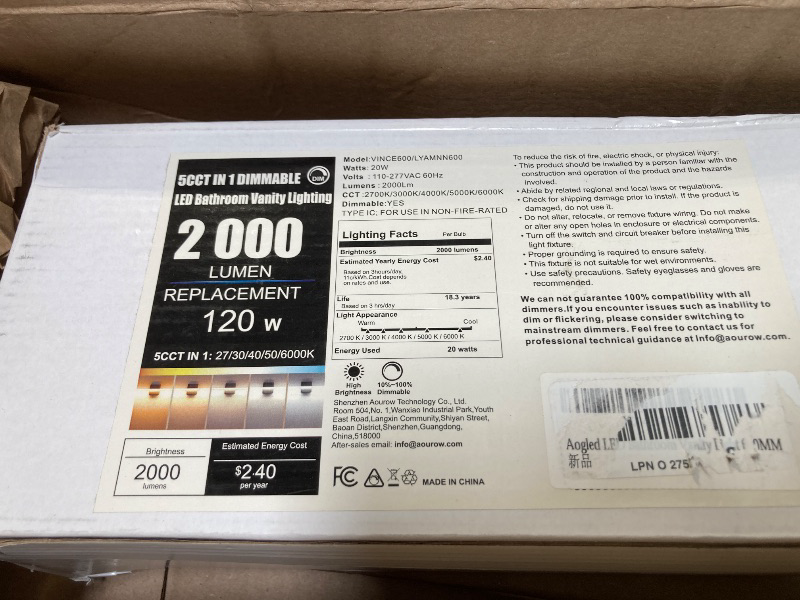 5CCT IN 1 DIMMABLE
DIM
LED Bathroom Vanity Lighting
2 000
LUMEN
REPLACEMENT
120 W
5CCT IN 1: 27/30/40/50/6000K
Brightness
2000
lumens
Estimated Energy Cost
$2.40
per year
Model:VINCE600/LYAMNN600
Watts: 20W
Volts : 110-277VAC 60Hz
Lumens : 2000Lm
CCT :2700K/3000K/4000K/5000K/6000K
Dimmable:YES
TYPE IC; FOR USE IN NON-FIRE-RATED
Lighting Facts Per Bulb
Brightness 2000 lumens
Estimated Yearly Energy Cost $2.40
Based on 3hours/day,
11c/kWh.Cost depends
on rates and use.
Life 18.3 years
Based on 3 hrs/day
Light Appearance
Warm Cool
2700 K / 3000 K / 4000 K / 5000 K / 6000 K
Energy Used 20 watts
High
Brightness
10%~100%
Dimmable
Shenzhen Aourow Technology Co., Ltd.
Room 504,No. 1,Wanxiao Industrial Park,Youth
East Road,Langxin Community,Shiyan Street,
Baoan District,Shenzhen,Guangdong,
China,518000
After-sales email: info@aourow.com
FC MADE IN CHINA
To reduce the risk of fire, electric shock, or physical injury:
• This product should be installed by a person familiar with the
construction and operation of the product and the hazards
involved.
• Abide by related regional and local laws or regulations.
• Check for shipping damage prior to install. If the product is
damaged, do not use it.
• Do not alter, relocate, or remove fixture wiring. Do not make
or alter any open holes in enclosure or electrical components.
• Turn off the switch and circuit breaker before installing this
light fixture.
• Proper grounding is required to ensure safety.
• This fixture is not suitable for wet environments.
• Use safety precautions. Safety eyeglasses and gloves are
recommended.
We can not guarantee 100% compatibility with all
dimmers.If you encounter issues such as inability to
dim or flickering, please consider switching to
mainstream dimmers. Feel free to contact us for
professional technical guidance at Info@aourow.com.
Aogled
新品
LPN O 275